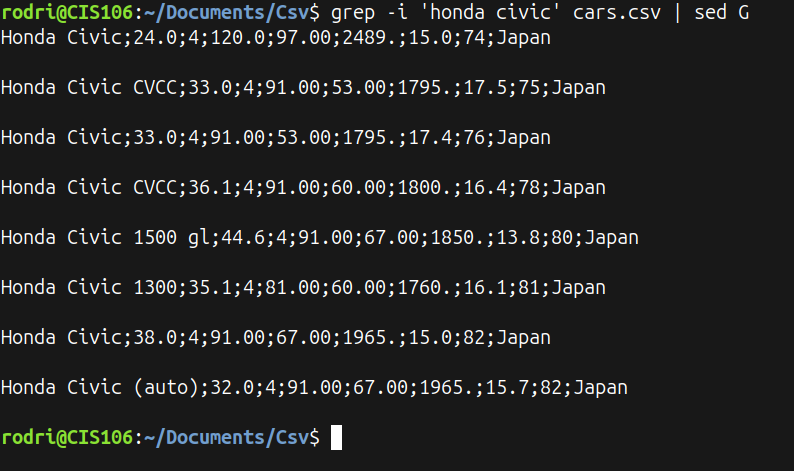 rodri@CIS106:~/Documents/Csv$ grep -i 'honda civic' cars.csv | sed G
Honda Civic;24.0;4;120.0;97.00;2489.;15.0;74;Japan
Honda Civic CVCC;33.0;4;91.00;53.00;1795.;17.5;75;Japan
Honda Civic;33.0;4;91.00;53.00;1795.;17.4;76;Japan
Honda Civic CVCC;36.1;4;91.00;60.00;1800.;16.4;78;Japan
Honda Civic 1500 gl;44.6;4;91.00;67.00;1850.;13.8;80;Japan
Honda Civic 1300;35.1;4;81.00;60.00;1760.;16.1;81;Japan
Honda Civic;38.0;4;91.00;67.00;1965.;15.0;82;Japan
Honda Civic (auto);32.0;4;91.00;67.00;1965.;15.7;82;Japan
rodri@CIS106:~/Documents/Csv$